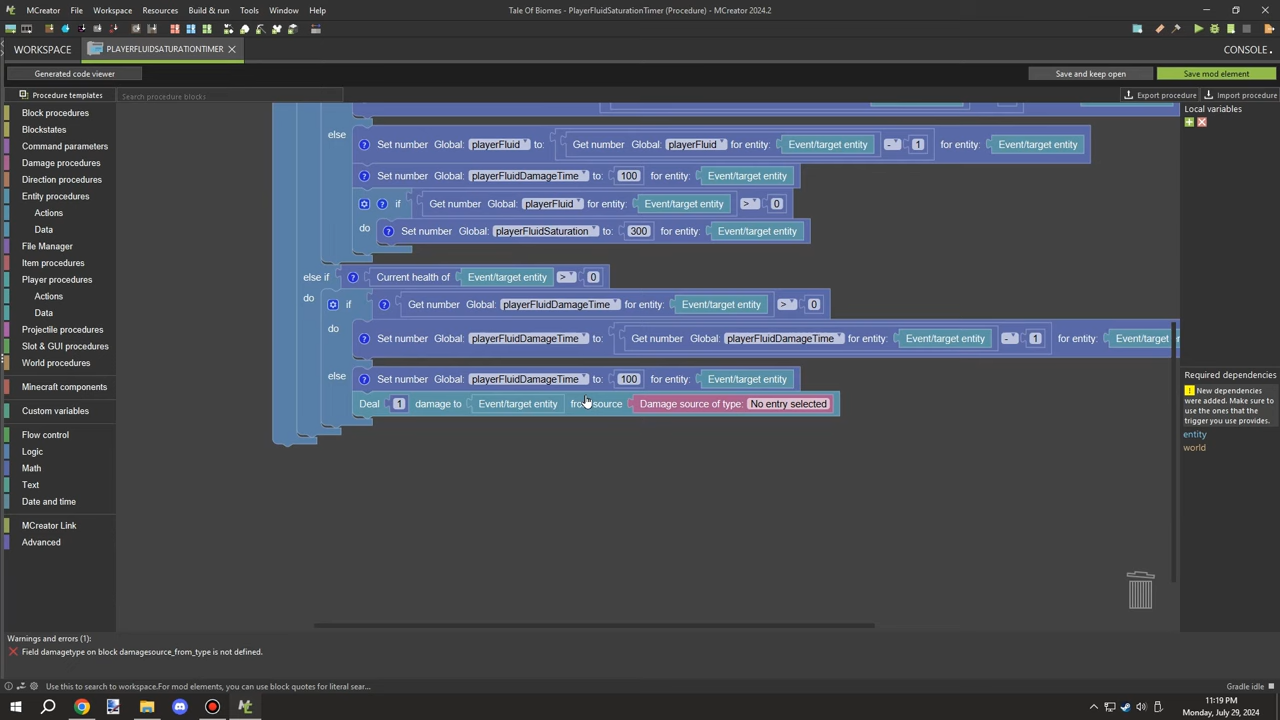 Tale Of Biomes - PlayerFluidSaturationTimer (Procedure) - MCreator 2024.2
MCreator File Workspace Resources Build & run Tools Window Help
WORKSPACE PLAYERFLUIDSATURATIONTIMER CONSOLE
Generated code viewer Save and keep open Save mod element
Procedure templates Search procedure blocks Export procedure Import procedure
Block procedures
Blockstates
Command parameters
Damage procedures
Direction procedures
Entity procedures
Actions
Data
File Manager
Item procedures
Player procedures
Actions
Data
Projectile procedures
Slot & GUI procedures
World procedures
Minecraft components
Custom variables
Flow control
Logic
Math
Text
Date and time
MCreator Link
Advanced
else Set number Global: playerFluid to: Get number Global: playerFluid for entity: Event/target entity - 1 for entity: Event/target entity
Set number Global: playerFluidDamageTime to: 100 for entity: Event/target entity
if Get number Global: playerFluid for entity: Event/target entity > 0
do Set number Global: playerFluidSaturation to: 300 for entity: Event/target entity
else if Current health of Event/target entity > 0
do if Get number Global: playerFluidDamageTime for entity: Event/target entity > 0
do Set number Global: playerFluidDamageTime to: Get number Global: playerFluidDamageTime for entity: Event/target entity - 1 for entity: Event/target
else Set number Global: playerFluidDamageTime to: 100 for entity: Event/target entity
Deal 1 damage to Event/target entity from source Damage source of type: No entry selected
Local variables
Required dependencies
New dependencies
were added. Make sure to
use the ones that the
trigger you use provides.
entity
world
Warnings and errors (1):
Field damagetype on block damagesource_from_type is not defined.
Use this to search to workspace.For mod elements, you can use block quotes for literal sear...
Gradle idle
11:19 PM
Monday, July 29, 2024